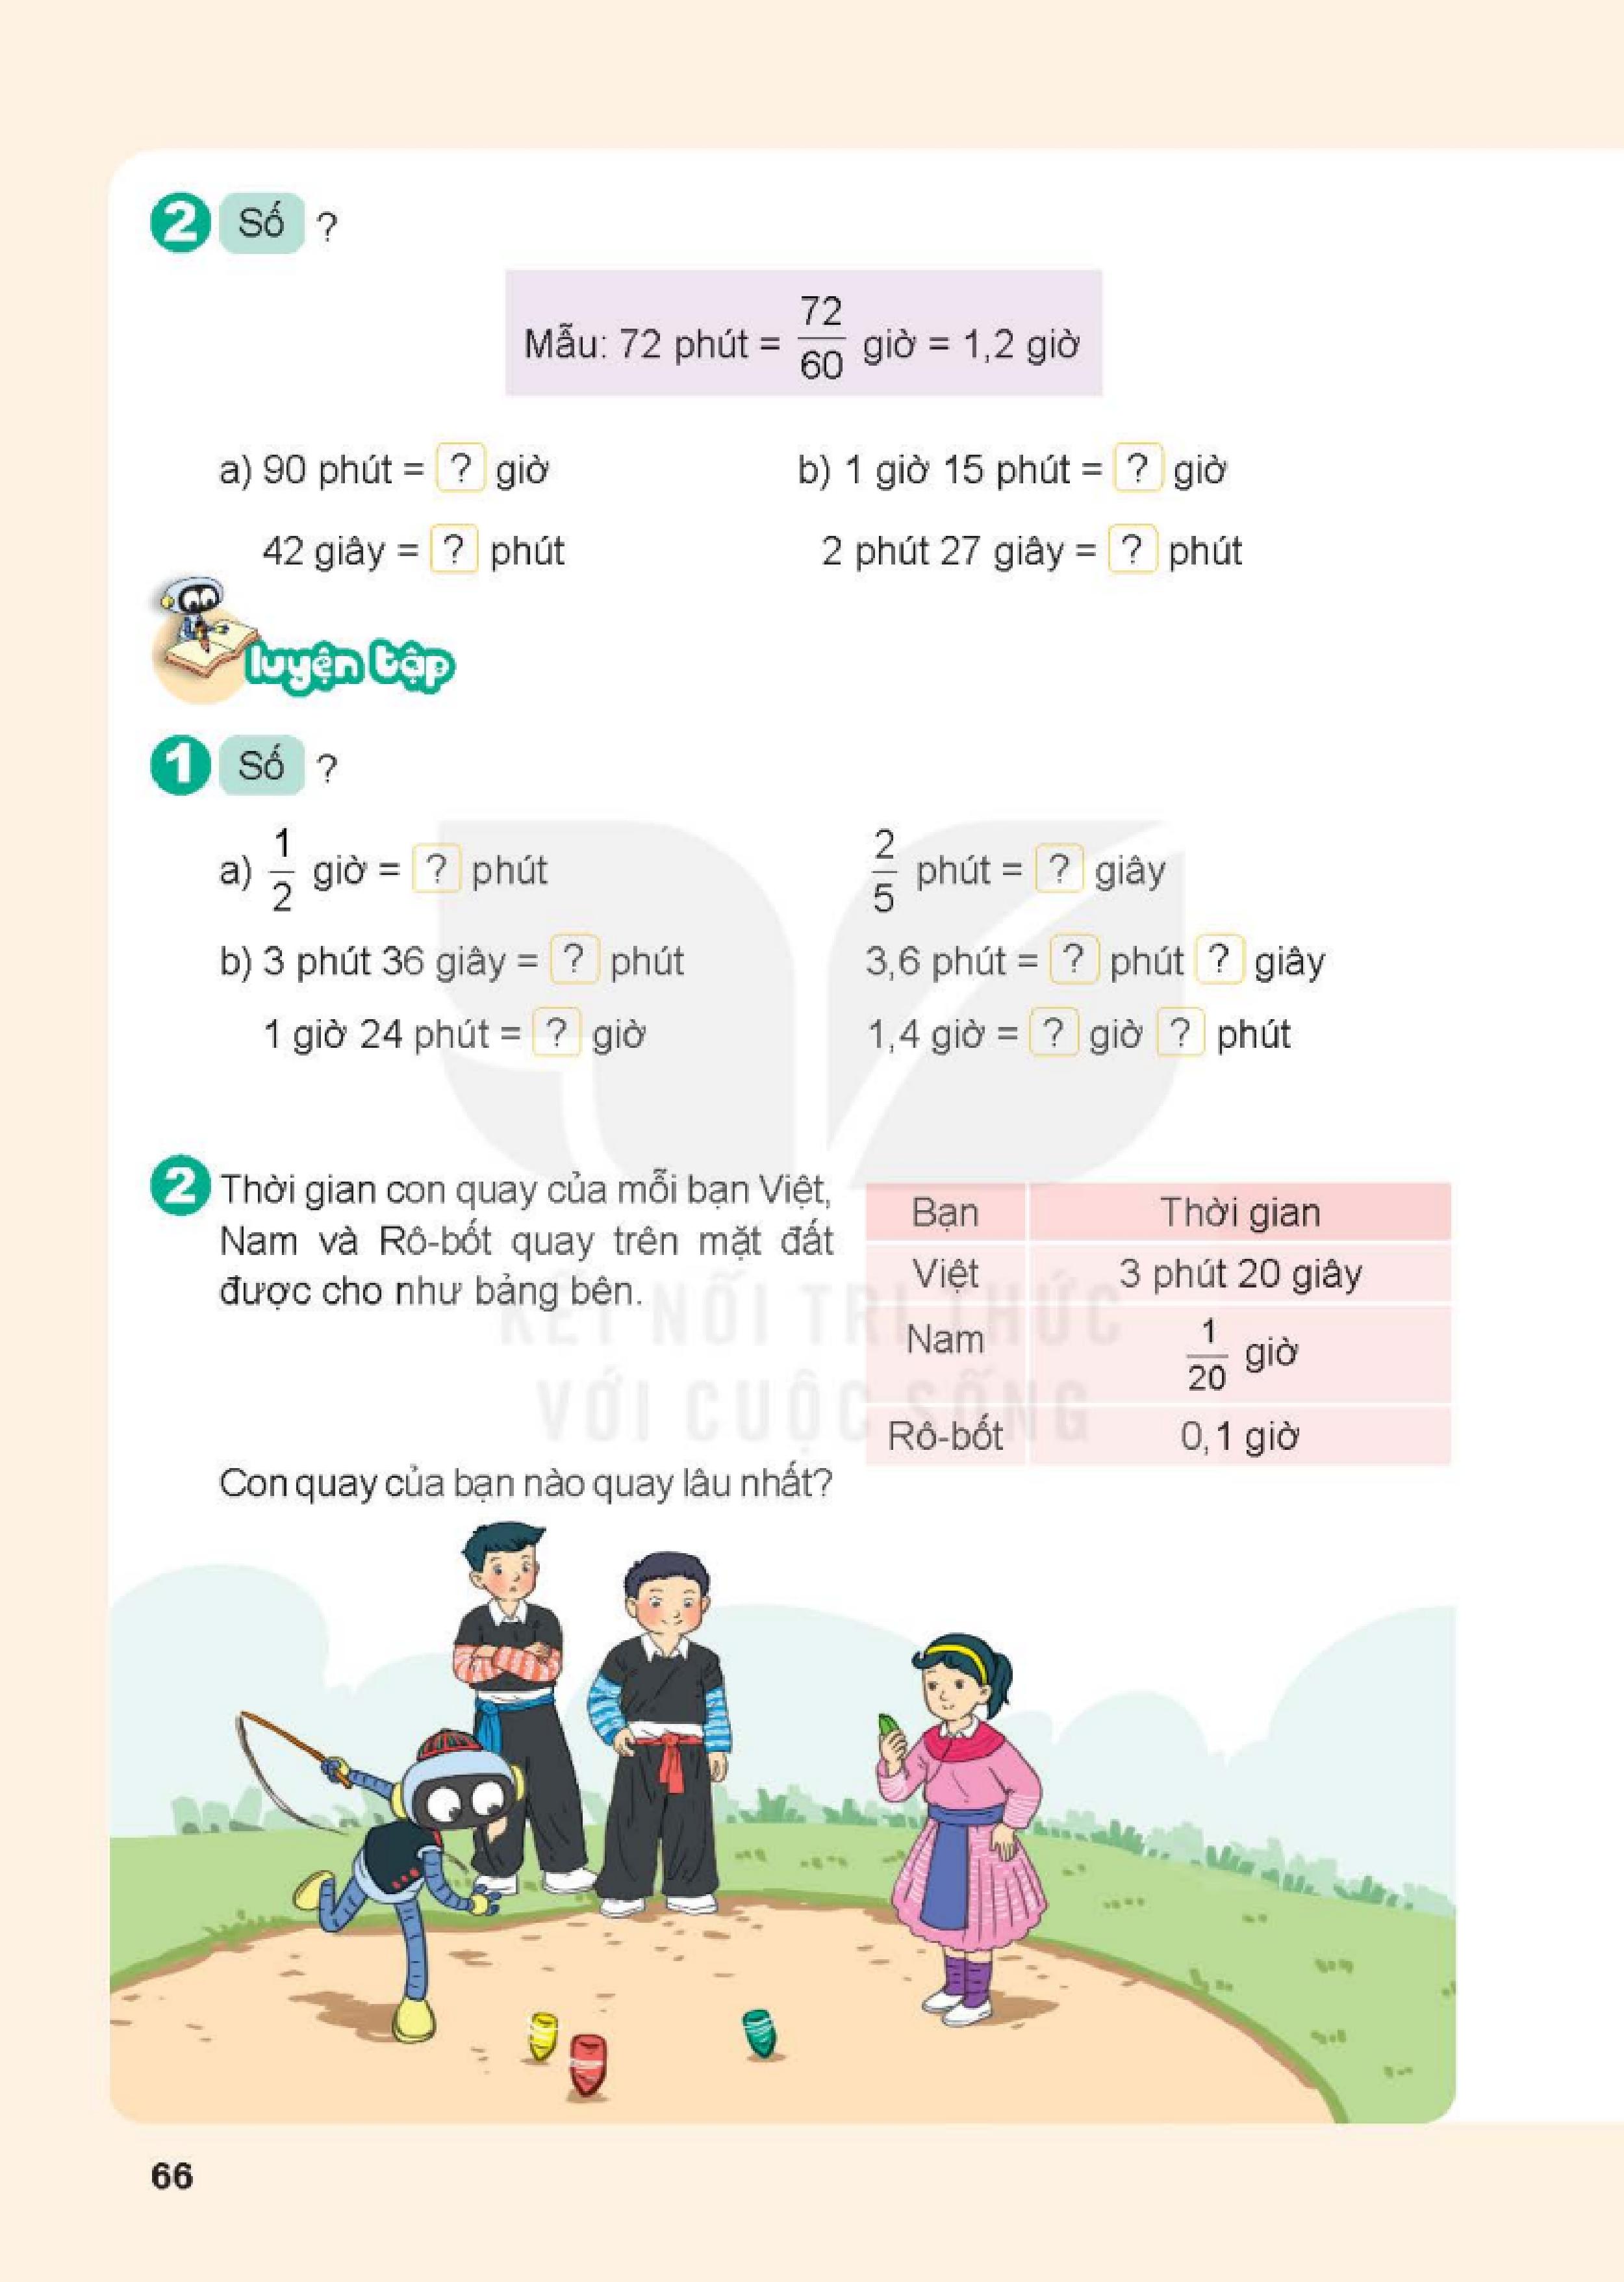 2 Số ?
Mẫu: 72 phút = 72/60 giờ = 1,2 giờ
a) 90 phút = ? giờ
b) 1 giờ 15 phút = ? giờ
42 giây = ? phút
2 phút 27 giây = ? phút
luyện tập
1 Số ?
a) 1/2 giờ = ? phút
2/5 phút = ? giây
b) 3 phút 36 giây = ? phút
3,6 phút = ? phút ? giây
1 giờ 24 phút = ? giờ
1,4 giờ = ? giờ ? phút
2 Thời gian con quay của mỗi bạn Việt,
Nam và Rô-bốt quay trên mặt đất
được cho như bảng bên.
Bạn Thời gian
Việt 3 phút 20 giây
Nam 1/20 giờ
Rô-bốt 0,1 giờ
Con quay của bạn nào quay lâu nhất?
KẾT NỐI TRI THỨC
VỚI CUỘC SỐNG
66